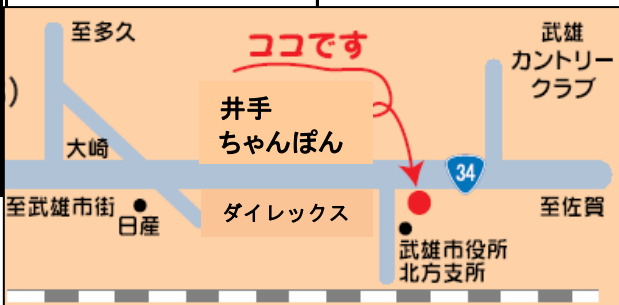 至多久
ココです
武雄
カントリー
クラブ
)
井手
ちゃんぽん
大崎
34
至武雄市街
日産
ダイレックス
至佐賀
武雄市役所
北方支所